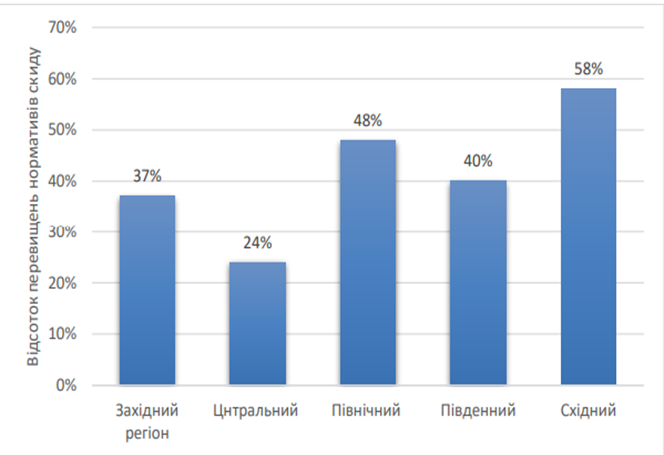 70%
60%
50%
40%
30%
20%
10%
0%
Відсоток перевищень нормативів скиду
37%
24%
48%
40%
58%
Західний
регіон
Цнтральний
Північний
Південний
Східний